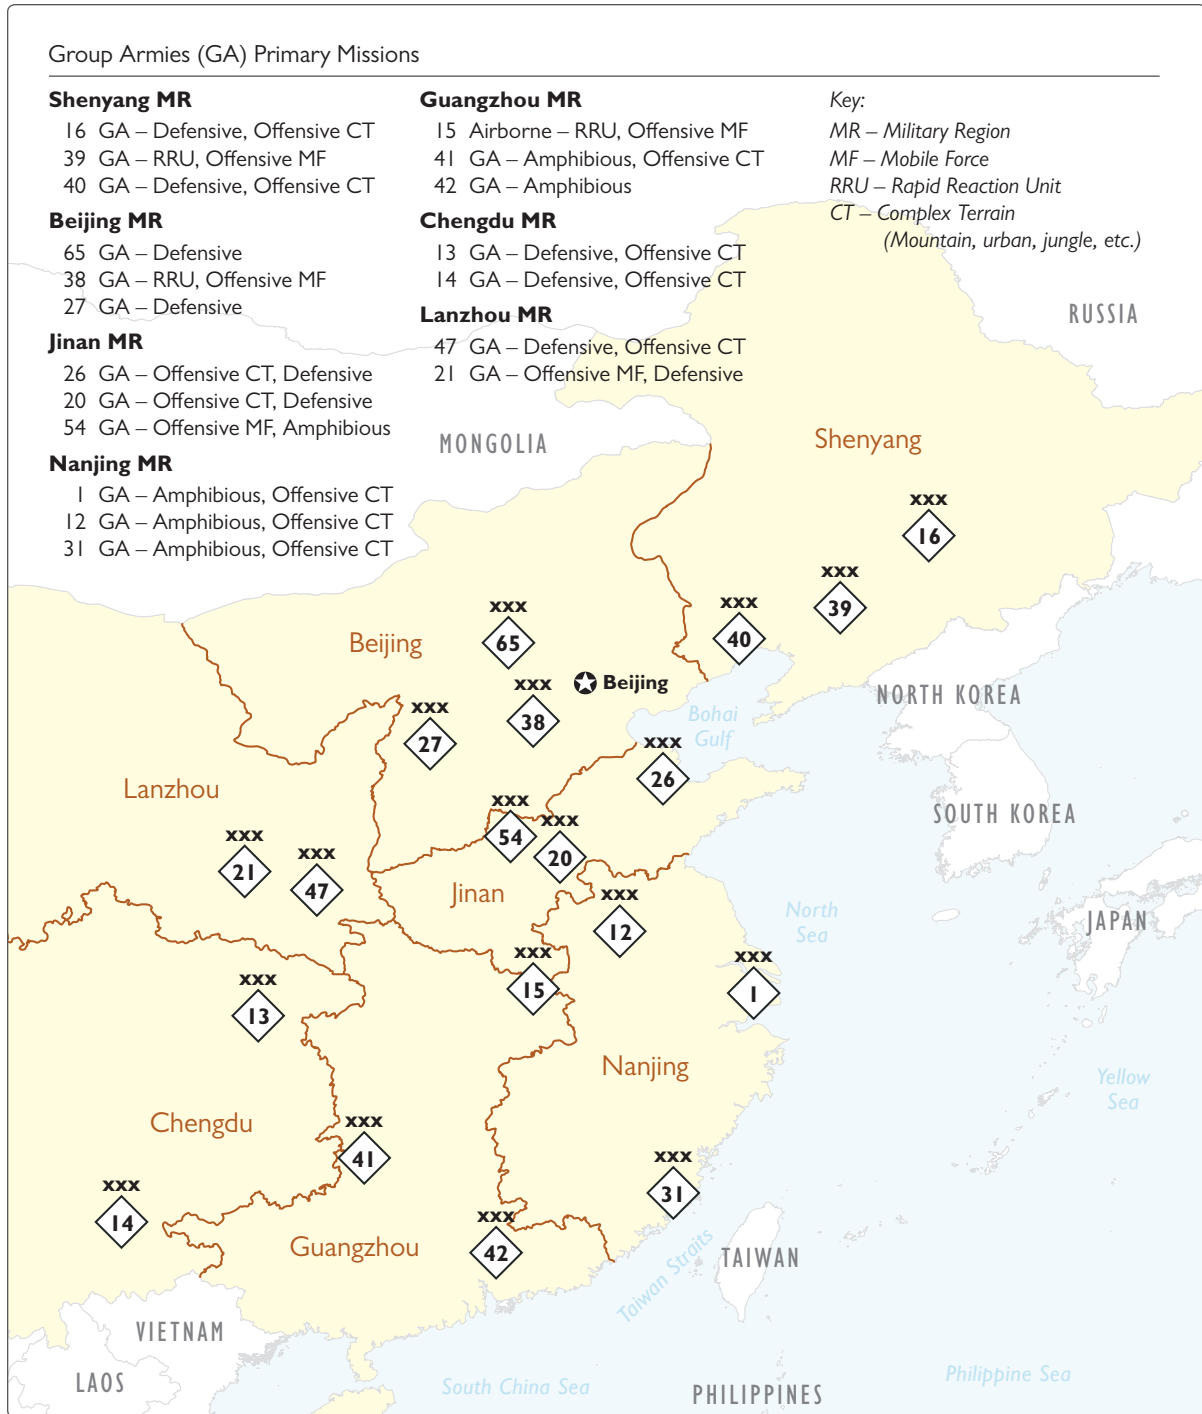 Group Armies (GA) Primary Missions
Shenyang MR
16 GA – Defensive, Offensive CT
39 GA – RRU, Offensive MF
40 GA – Defensive, Offensive CT
Beijing MR
65 GA – Defensive
38 GA – RRU, Offensive MF
27 GA – Defensive
Jinan MR
26 GA – Offensive CT, Defensive
20 GA – Offensive CT, Defensive
54 GA – Offensive MF, Amphibious
Nanjing MR
1 GA – Amphibious, Offensive CT
12 GA – Amphibious, Offensive CT
31 GA – Amphibious, Offensive CT
Guangzhou MR
15 Airborne – RRU, Offensive MF
41 GA – Amphibious, Offensive CT
42 GA – Amphibious
Chengdu MR
13 GA – Defensive, Offensive CT
14 GA – Defensive, Offensive CT
Lanzhou MR
47 GA – Defensive, Offensive CT
21 GA – Offensive MF, Defensive
Key:
MR – Military Region
MF – Mobile Force
RRU – Rapid Reaction Unit
CT – Complex Terrain
(Mountain, urban, jungle, etc.)
RUSSIA
MONGOLIA
Shenyang
xxx
16
xxx
39
xxx
40
xxx
65
Beijing
Beijing
xxx
38
xxx
27
NORTH KOREA
Bohai
Gulf
xxx
26
Lanzhou
xxx
54
xxx
20
SOUTH KOREA
xxx
21
xxx
47
Jinan
xxx
12
North
Sea
JAPAN
xxx
15
xxx
1
xxx
13
Nanjing
Yellow
Sea
Chengdu
xxx
41
xxx
31
xxx
14
xxx
42
Guangzhou
Taiwan Straits
TAIWAN
VIETNAM
LAOS
South China Sea
PHILIPPINES
Philippine Sea